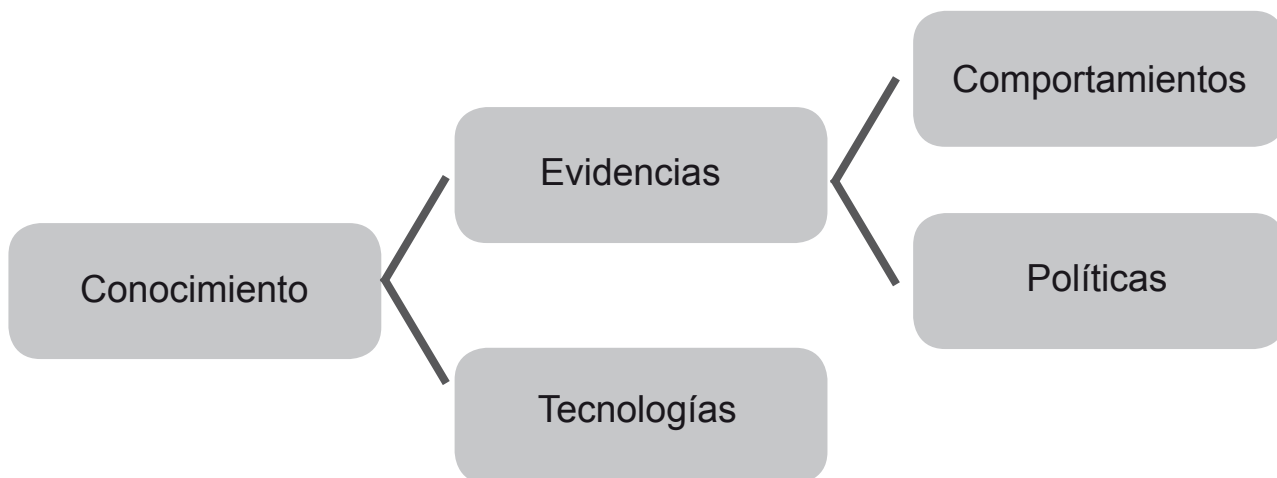 Conocimiento
Evidencias
Tecnologías
Comportamientos
Políticas